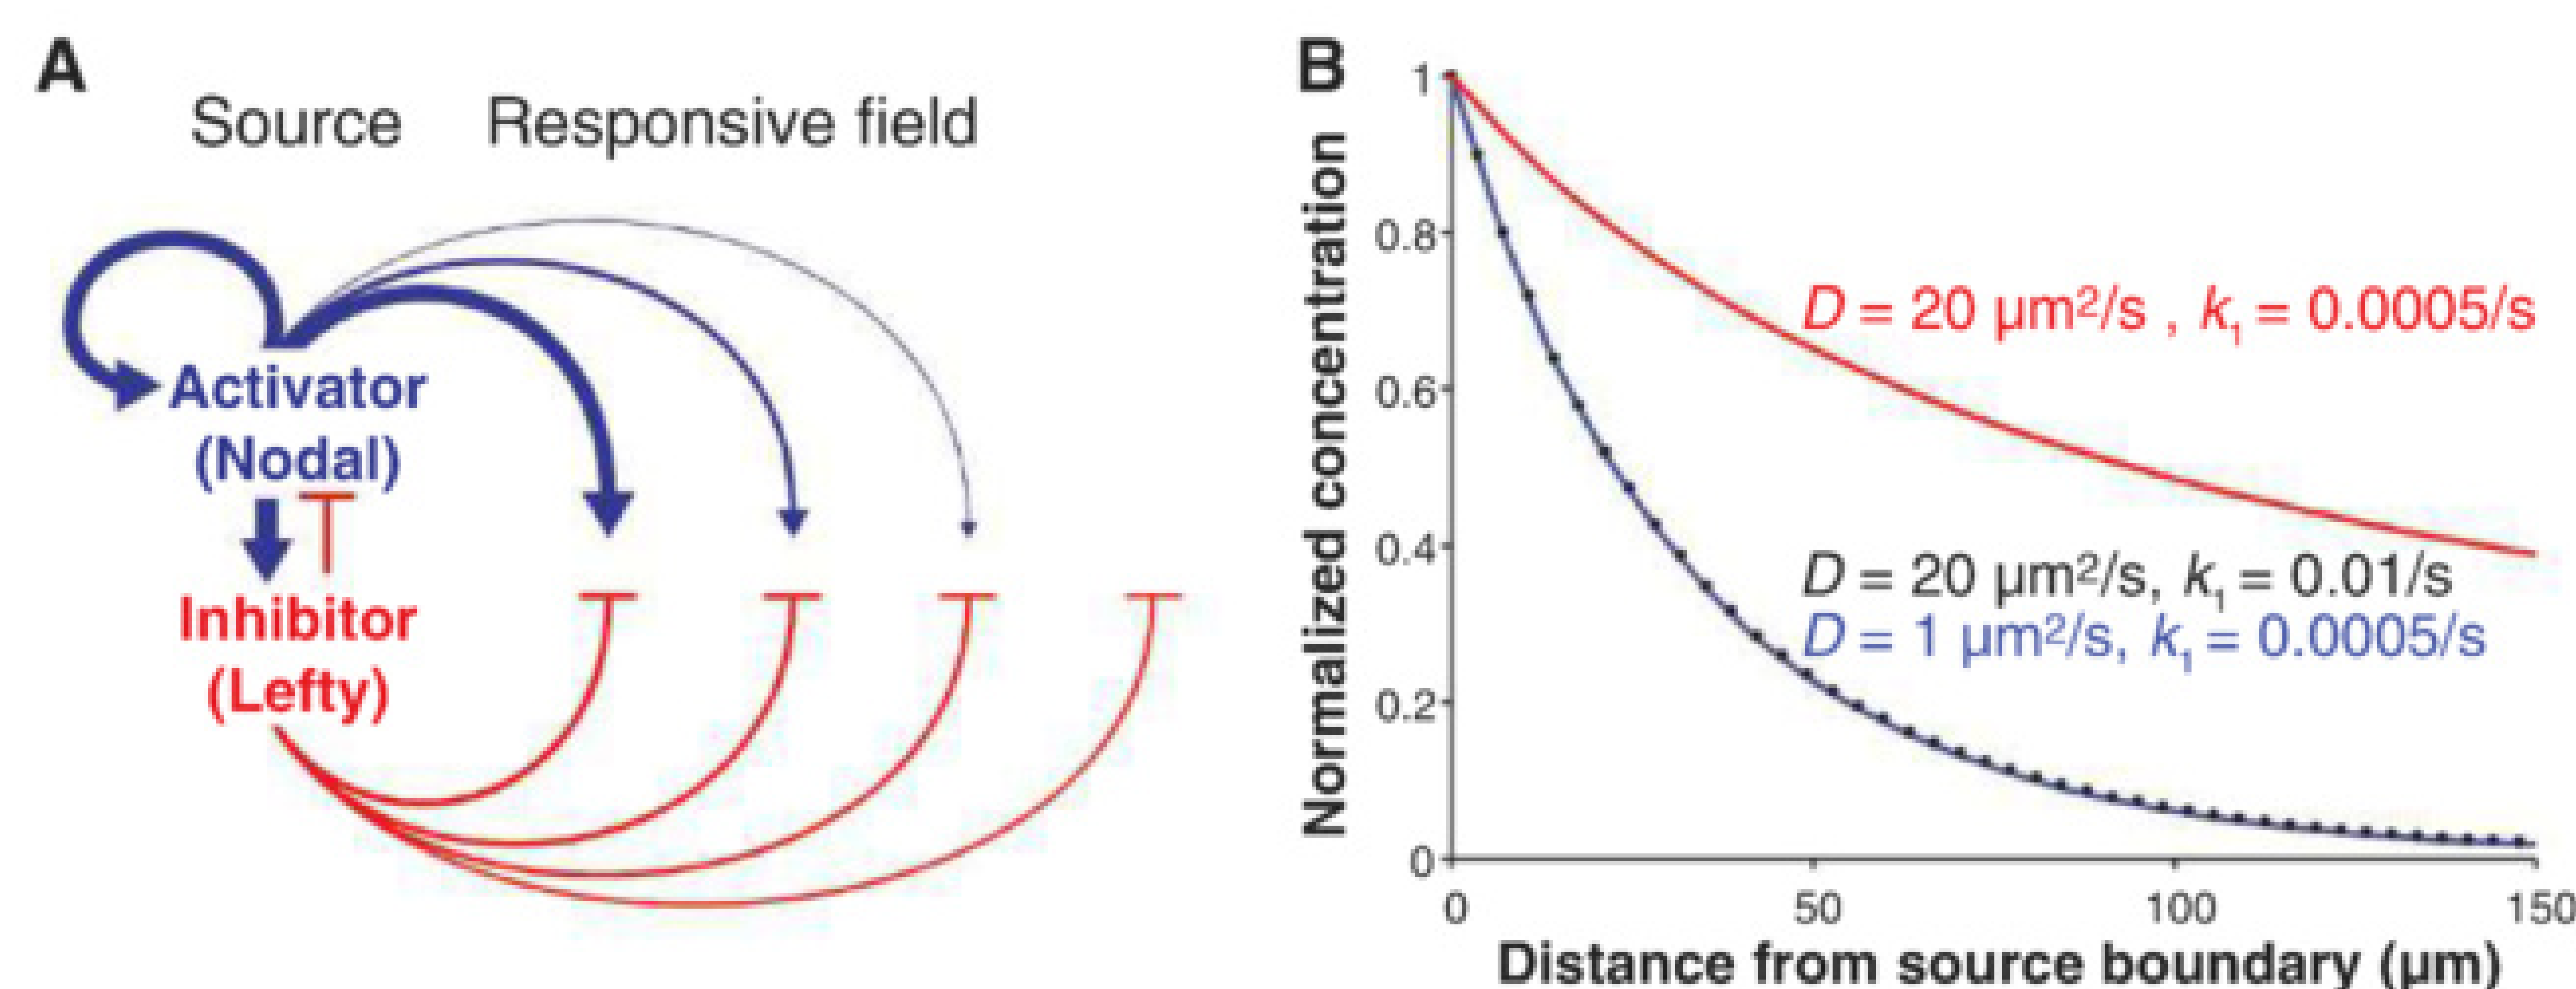 A
Source
Responsive field
Activator
(Nodal)
Inhibitor
(Lefty)
B
Normalized concentration
1
0.8
0.6
0.4
0.2
0
D = 20 µm²/s , k₁ = 0.0005/s
D = 20 µm²/s, k₁ = 0.01/s
D = 1 µm²/s, k₁ = 0.0005/s
0
50
100
150
Distance from source boundary (µm)